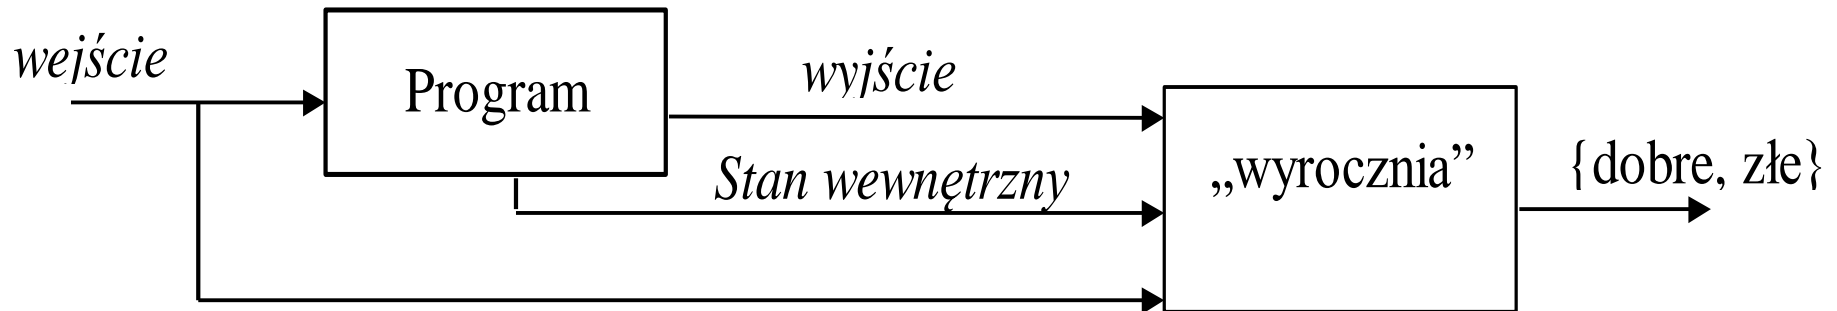 wejście
Program
wyjście
Stan wewnętrzny
„wyrocznia”
{dobre, złe}